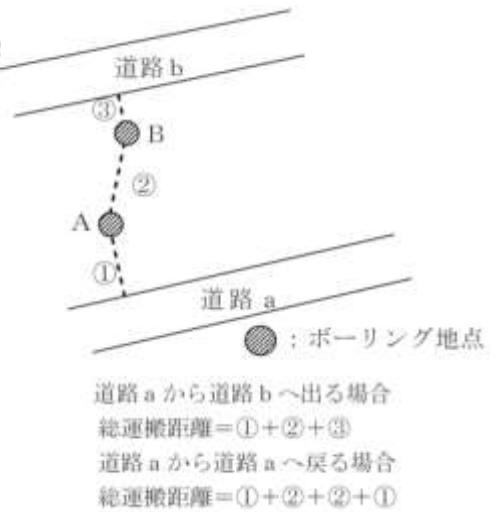 道路 b
③
B
②
A
①
道路 a
：ボーリング地点
道路 a から道路 b へ出る場合
総運搬距離＝①＋②＋③
道路 a から道路 a へ戻る場合
総運搬距離＝①＋②＋②＋①